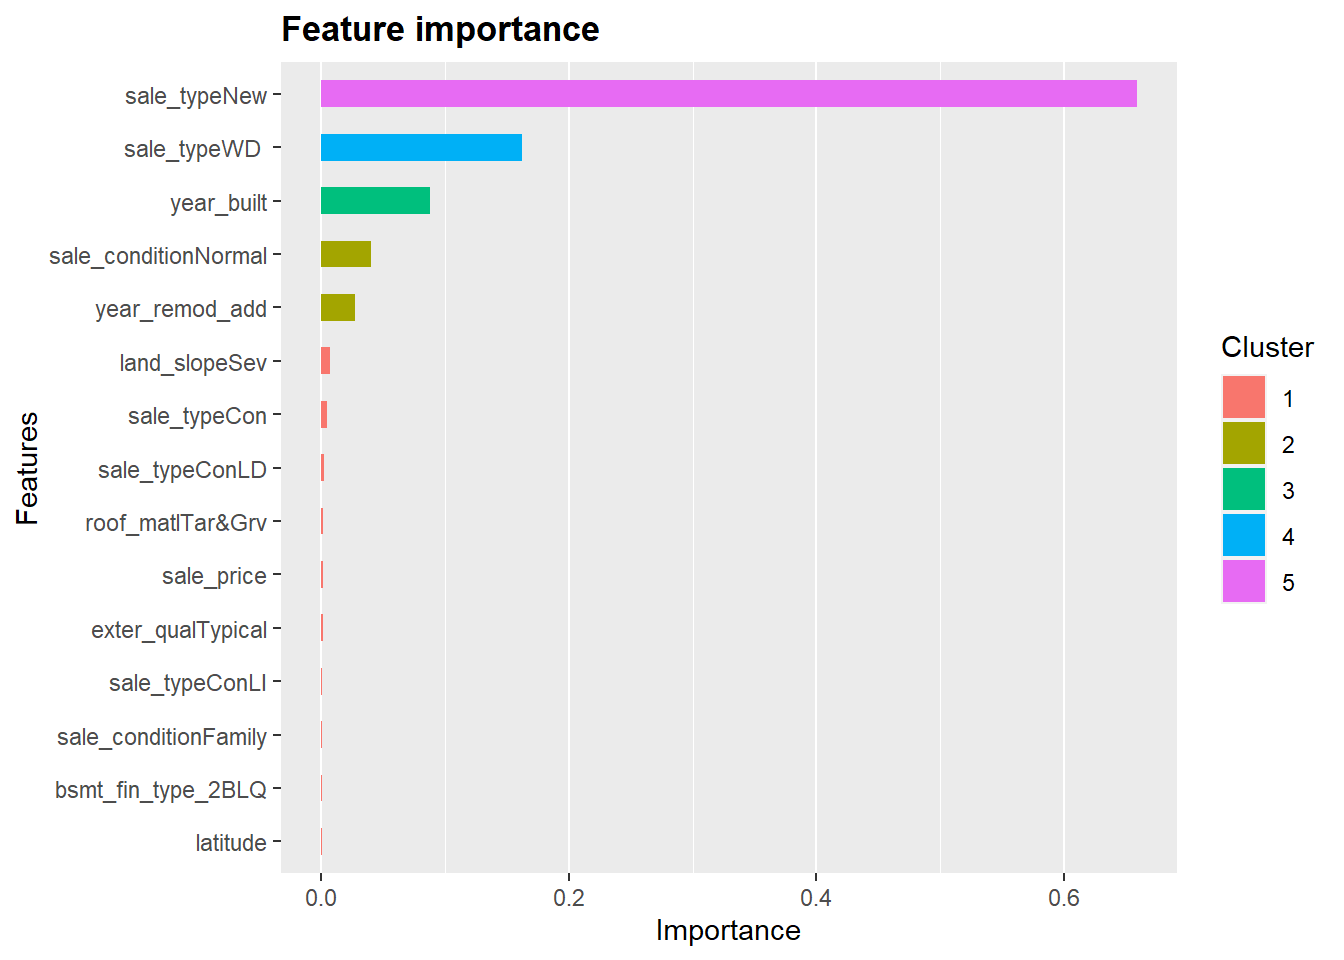 Feature importance
sale_typeNew
sale_typeWD
year_built
sale_conditionNormal
year_remod_add
land_slopeSev
sale_typeCon
sale_typeConLD
roof_matlTar&Grv
sale_price
exter_qualTypical
sale_typeConLI
sale_conditionFamily
bsmt_fin_type_2BLQ
latitude
Features
0.0 0.2 0.4 0.6
Importance
Cluster
1
2
3
4
5